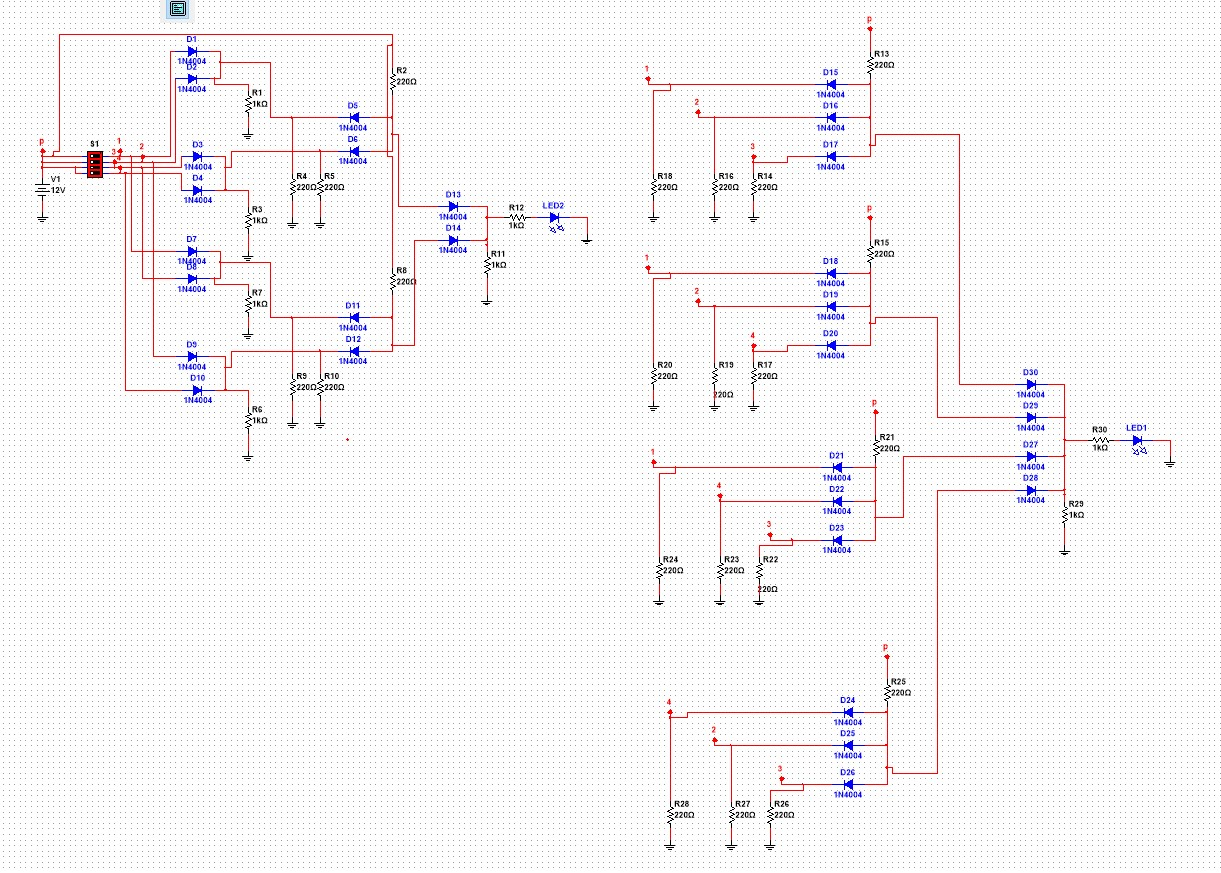 D1
1N4004
D2
1N4004
R1
1kΩ
R2
220Ω
D5
1N4004
D6
1N4004
p
S1
1
3
2
V1
12V
D3
1N4004
D4
1N4004
R3
1kΩ
R4
220Ω
R5
220Ω
D13
1N4004
D14
1N4004
R12
1kΩ
LED2
R11
1kΩ
D7
1N4004
D8
1N4004
R7
1kΩ
R8
220Ω
D11
1N4004
D12
1N4004
D9
1N4004
D10
1N4004
R9
220Ω
R10
220Ω
R6
1kΩ
p
R13
220Ω
1
D15
1N4004
2
D16
1N4004
3
D17
1N4004
R18
220Ω
R16
220Ω
R14
220Ω
p
R15
220Ω
1
D18
1N4004
2
D19
1N4004
4
D20
1N4004
R20
220Ω
R19
220Ω
R17
220Ω
p
R21
220Ω
1
D21
1N4004
4
D22
1N4004
3
D23
1N4004
R24
220Ω
R23
220Ω
R22
220Ω
D30
1N4004
D29
1N4004
D27
1N4004
D28
1N4004
R30
1kΩ
LED1
R29
1kΩ
p
R25
220Ω
4
D24
1N4004
2
D25
1N4004
3
D26
1N4004
R28
220Ω
R27
220Ω
R26
220Ω